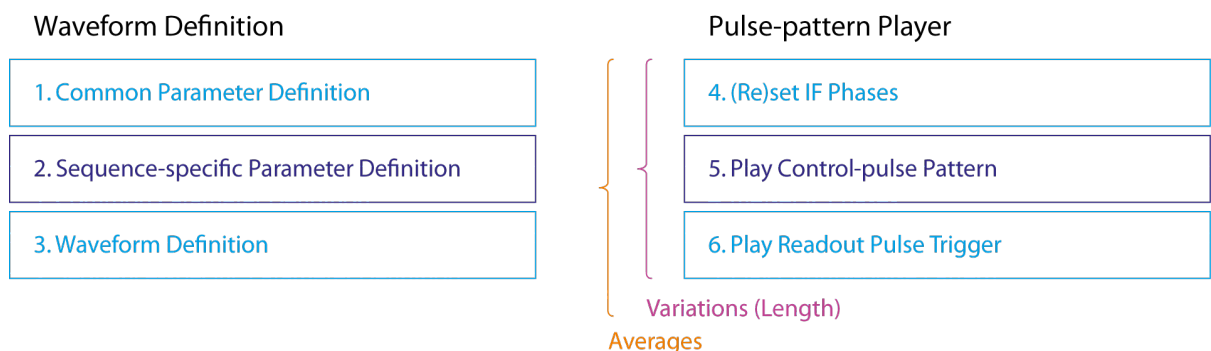 Waveform Definition
1. Common Parameter Definition
2. Sequence-specific Parameter Definition
3. Waveform Definition
Pulse-pattern Player
4. (Re)set IF Phases
5. Play Control-pulse Pattern
6. Play Readout Pulse Trigger
Variations (Length)
Averages